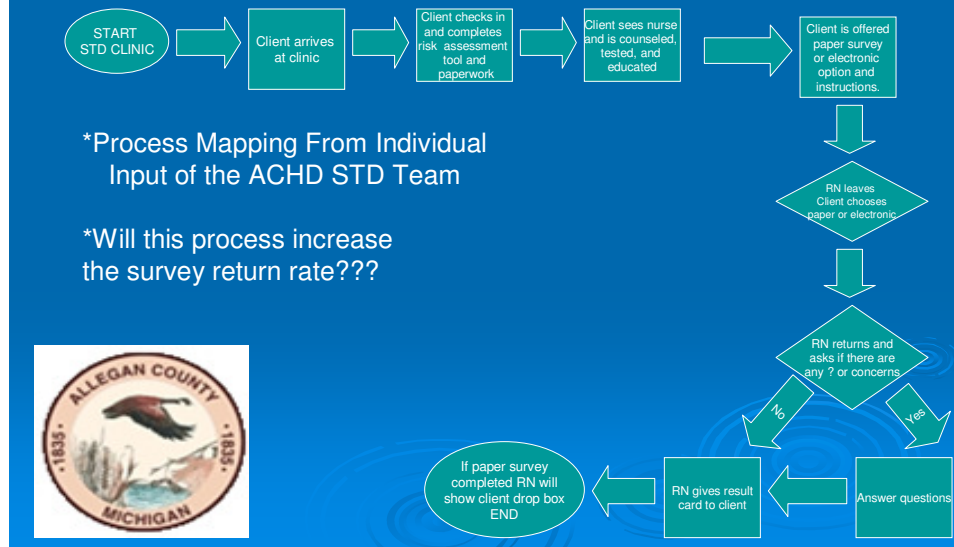 START
STD CLINIC
Client arrives
at clinic
Client checks in
and completes
risk assessment
tool and
paperwork
Client sees nurse
and is counseled,
tested, and
educated
Client is offered
paper survey
or electronic
option and
instructions.
*Process Mapping From Individual
Input of the ACHD STD Team
*Will this process increase
the survey return rate???
RN leaves
Client chooses
paper or electronic
RN returns and
asks if there are
any ? or concerns
No
Yes
Answer questions
RN gives result
card to client
If paper survey
completed RN will
show client drop box
END
ALLEGAN COUNTY
1835
1835
MICHIGAN